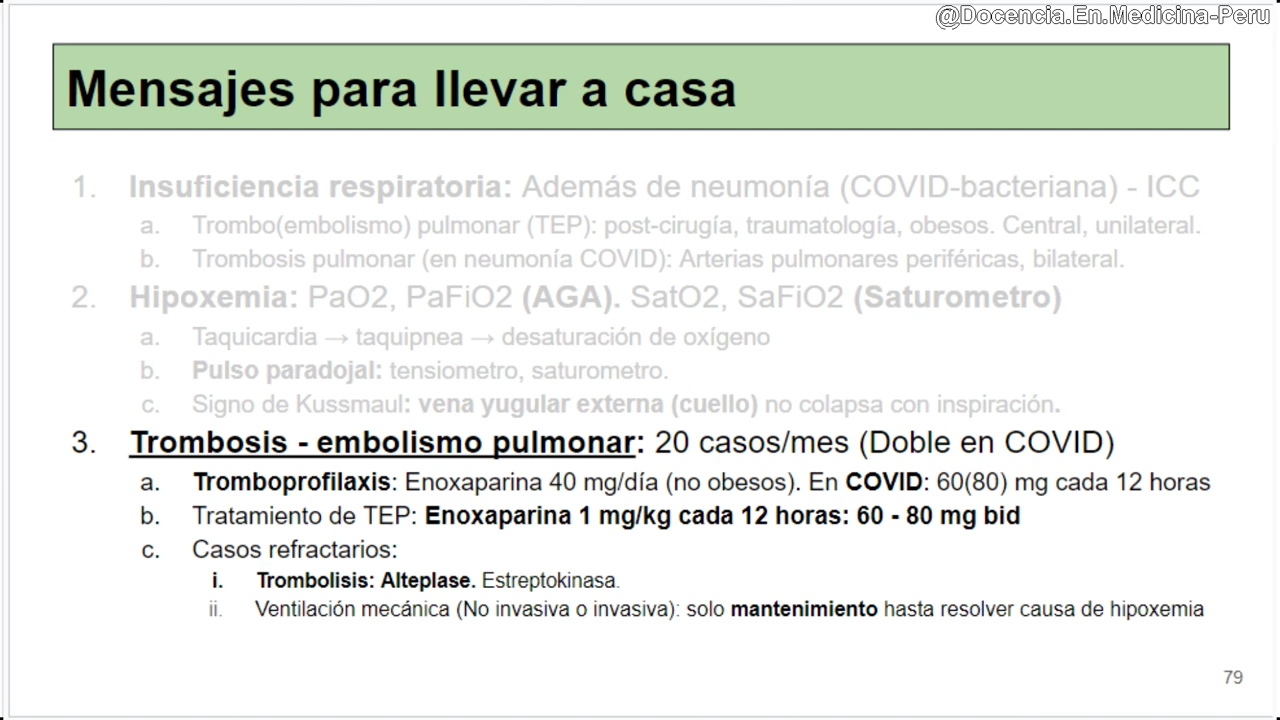 @Docencia.En.Medicina-Peru
Mensajes para llevar a casa
1. Insuficiencia respiratoria: Además de neumonía (COVID-bacteriana) - ICC
a. Trombo(embolismo) pulmonar (TEP): post-cirugía, traumatología, obesos. Central, unilateral.
b. Trombosis pulmonar (en neumonía COVID): Arterias pulmonares periféricas, bilateral.
2. Hipoxemia: PaO2, PaFiO2 (AGA). SatO2, SaFiO2 (Saturometro)
a. Taquicardia → taquipnea → desaturación de oxígeno
b. Pulso paradojal: tensiometro, saturometro.
c. Signo de Kussmaul: vena yugular externa (cuello) no colapsa con inspiración.
3. Trombosis - embolismo pulmonar: 20 casos/mes (Doble en COVID)
a. Tromboprofilaxis: Enoxaparina 40 mg/día (no obesos). En COVID: 60(80) mg cada 12 horas
b. Tratamiento de TEP: Enoxaparina 1 mg/kg cada 12 horas: 60 - 80 mg bid
c. Casos refractarios:
i. Trombolisis: Alteplase. Estreptokinasa.
ii. Ventilación mecánica (No invasiva o invasiva): solo mantenimiento hasta resolver causa de hipoxemia
79